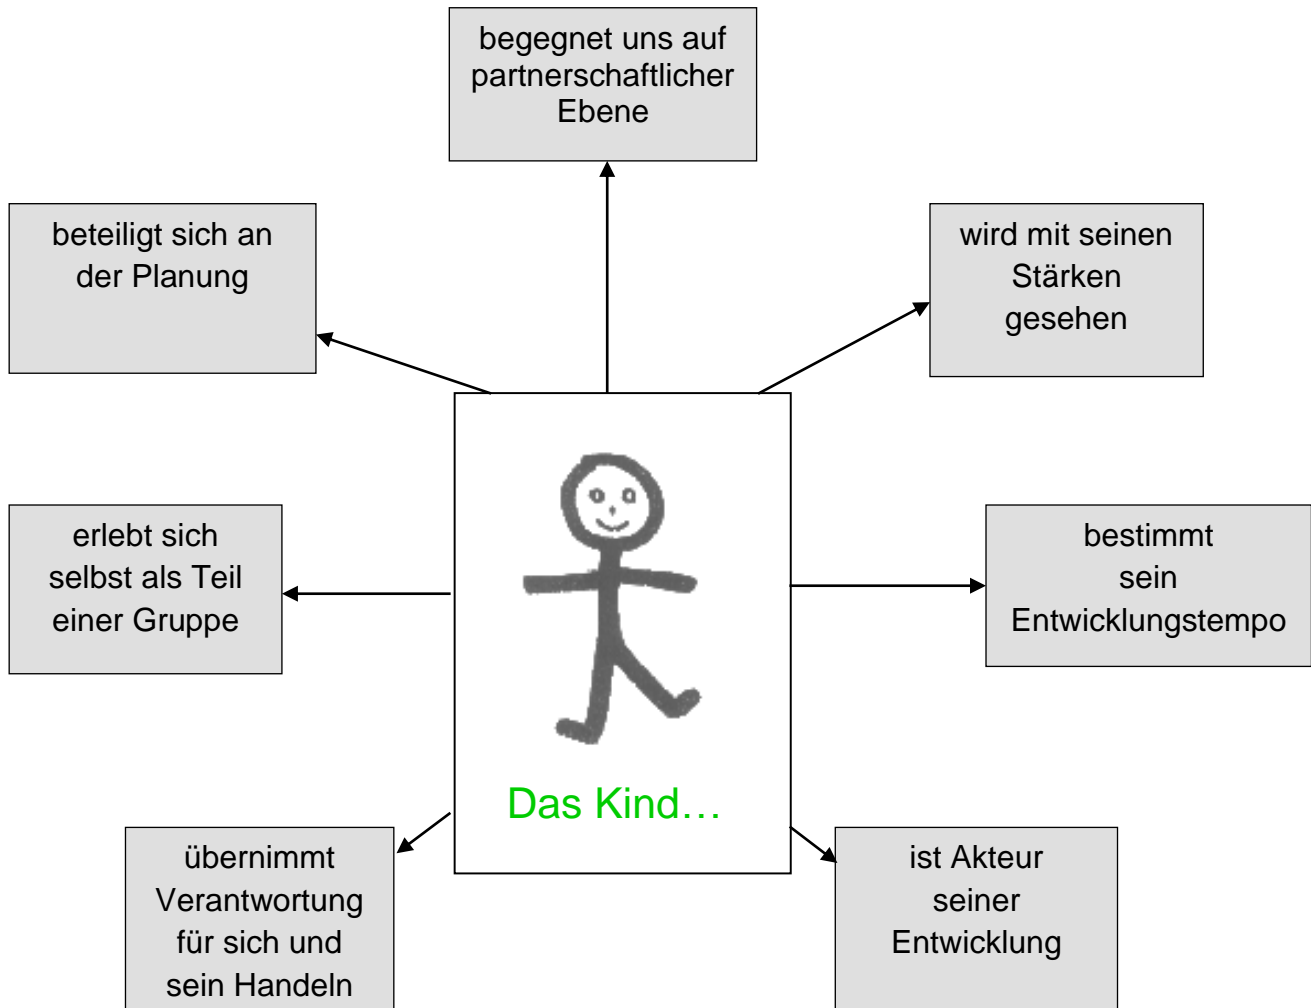 begegnet uns auf
partnerschaftlicher
Ebene
beteiligt sich an
der Planung
wird mit seinen
Stärken
gesehen
erlebt sich
selbst als Teil
einer Gruppe
bestimmt
sein
Entwicklungstempo
Das Kind…
übernimmt
Verantwortung
für sich und
sein Handeln
ist Akteur
seiner
Entwicklung